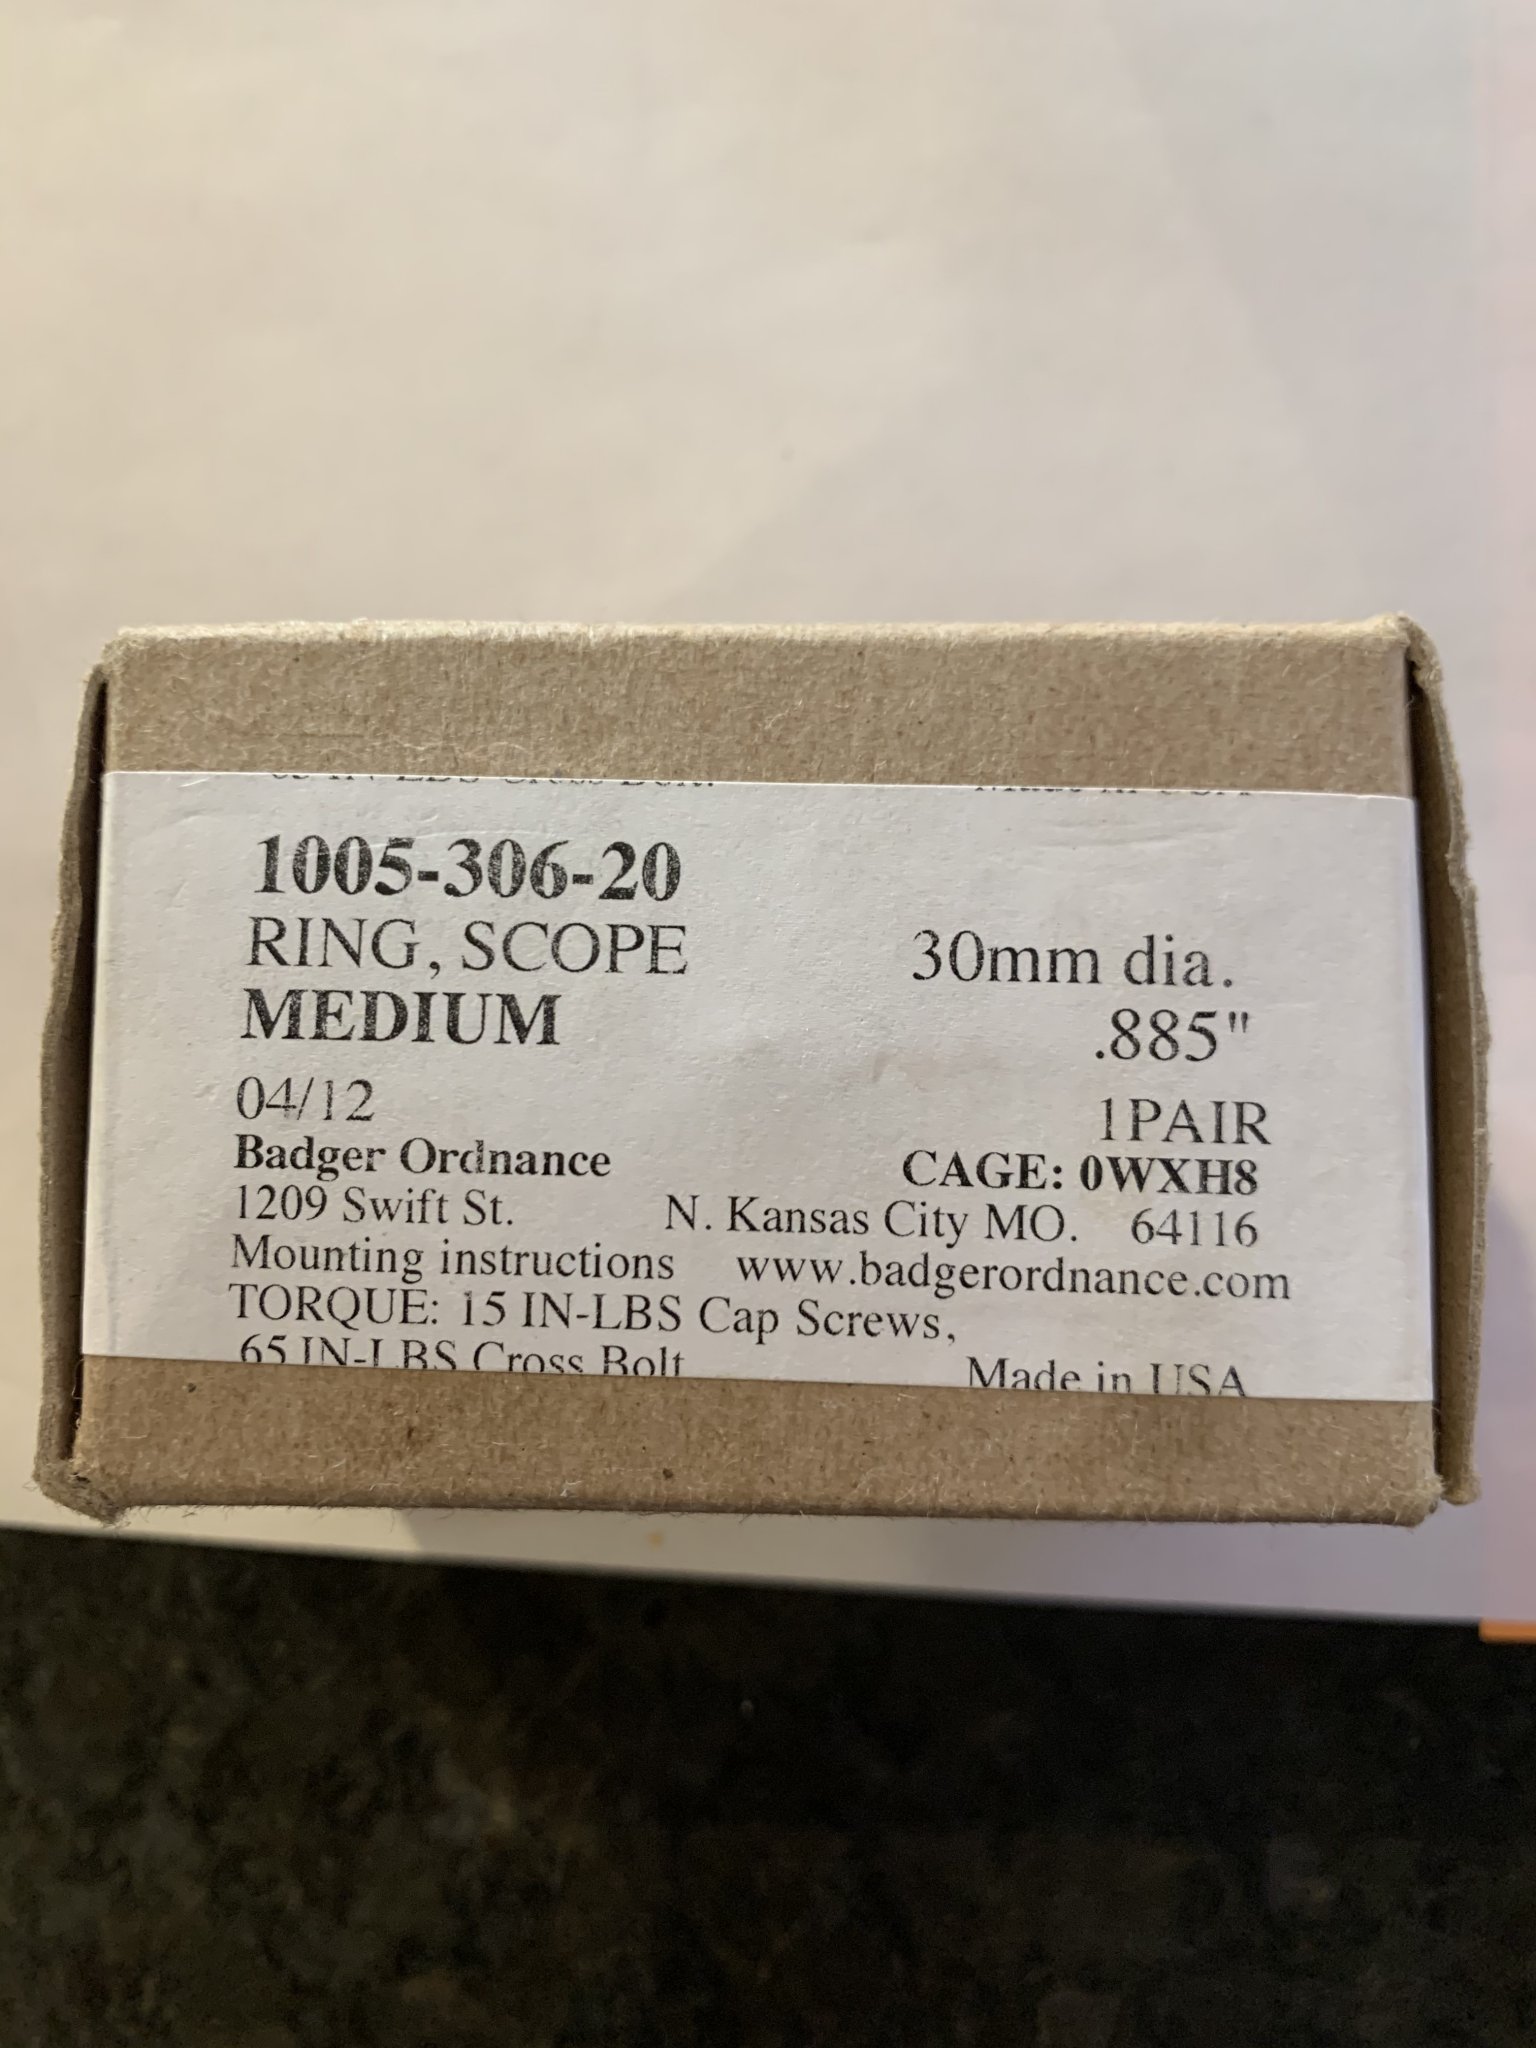 1005-306-20
RING, SCOPE 30mm dia.
MEDIUM .885"
04/12 1PAIR
Badger Ordnance CAGE: 0WXH8
1209 Swift St. N. Kansas City MO. 64116
Mounting instructions www.badgerordnance.com
TORQUE: 15 IN-LBS Cap Screws,
65 IN-LBS Cross Bolt Made in USA